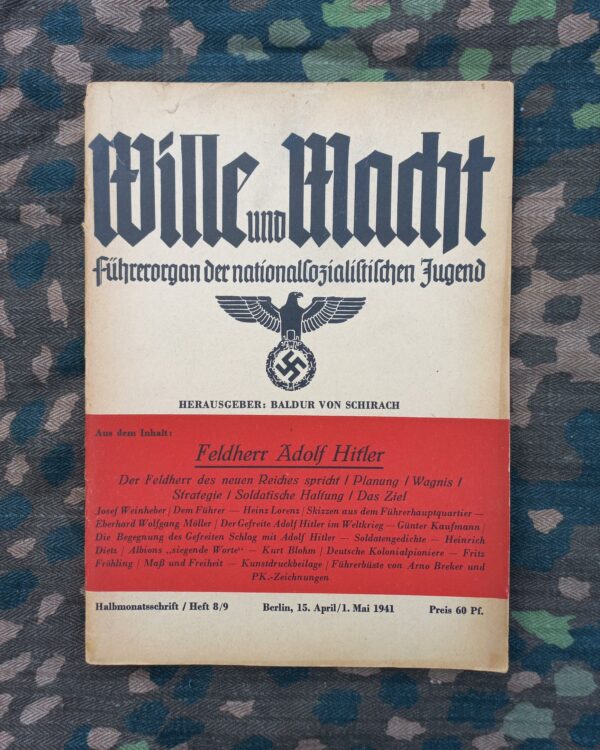 Wille und Macht
Führerorgan der nationalsozialistischen Jugend
HERAUSGEBER: BALDUR VON SCHIRACH
Aus dem Inhalt:
Feldherr Adolf Hitler
Der Feldherr des neuen Reiches spricht / Planung / Wagnis /
Strategie / Soldatische Haltung / Das Ziel
Josef Weinheber / Dem Führer — Heinz Lorenz / Skizzen aus dem Führerhauptquartier —
Eberhard Wolfgang Möller / Der Gefreite Adolf Hitler im Weltkrieg — Günter Kaufmann /
Die Begegnung des Gefreiten Schlag mit Adolf Hitler — Soldatengedichte — Heinrich
Dietz / Albions „siegende Worte“ — Kurt Blohm / Deutsche Kolonialpioniere — Fritz
Fröhling / Maß und Freiheit — Kunstdruckbeilage / Führerbüste von Arno Breker und
PK.-Zeichnungen
Halbmonatsschrift / Heft 8/9 Berlin, 15. April/1. Mai 1941 Preis 60 Pf.